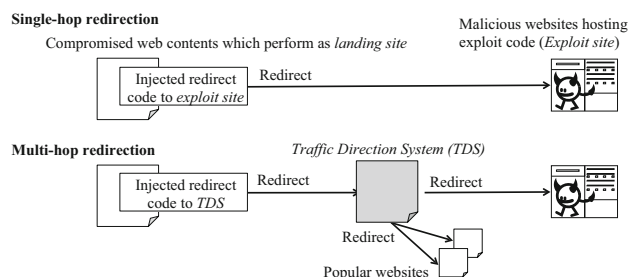 Single-hop redirection
Compromised web contents which perform as landing site
Malicious websites hosting
exploit code (Exploit site)
Injected redirect
code to exploit site
Redirect
Multi-hop redirection
Traffic Direction System (TDS)
Injected redirect
code to TDS
Redirect
Redirect
Redirect
Popular websites